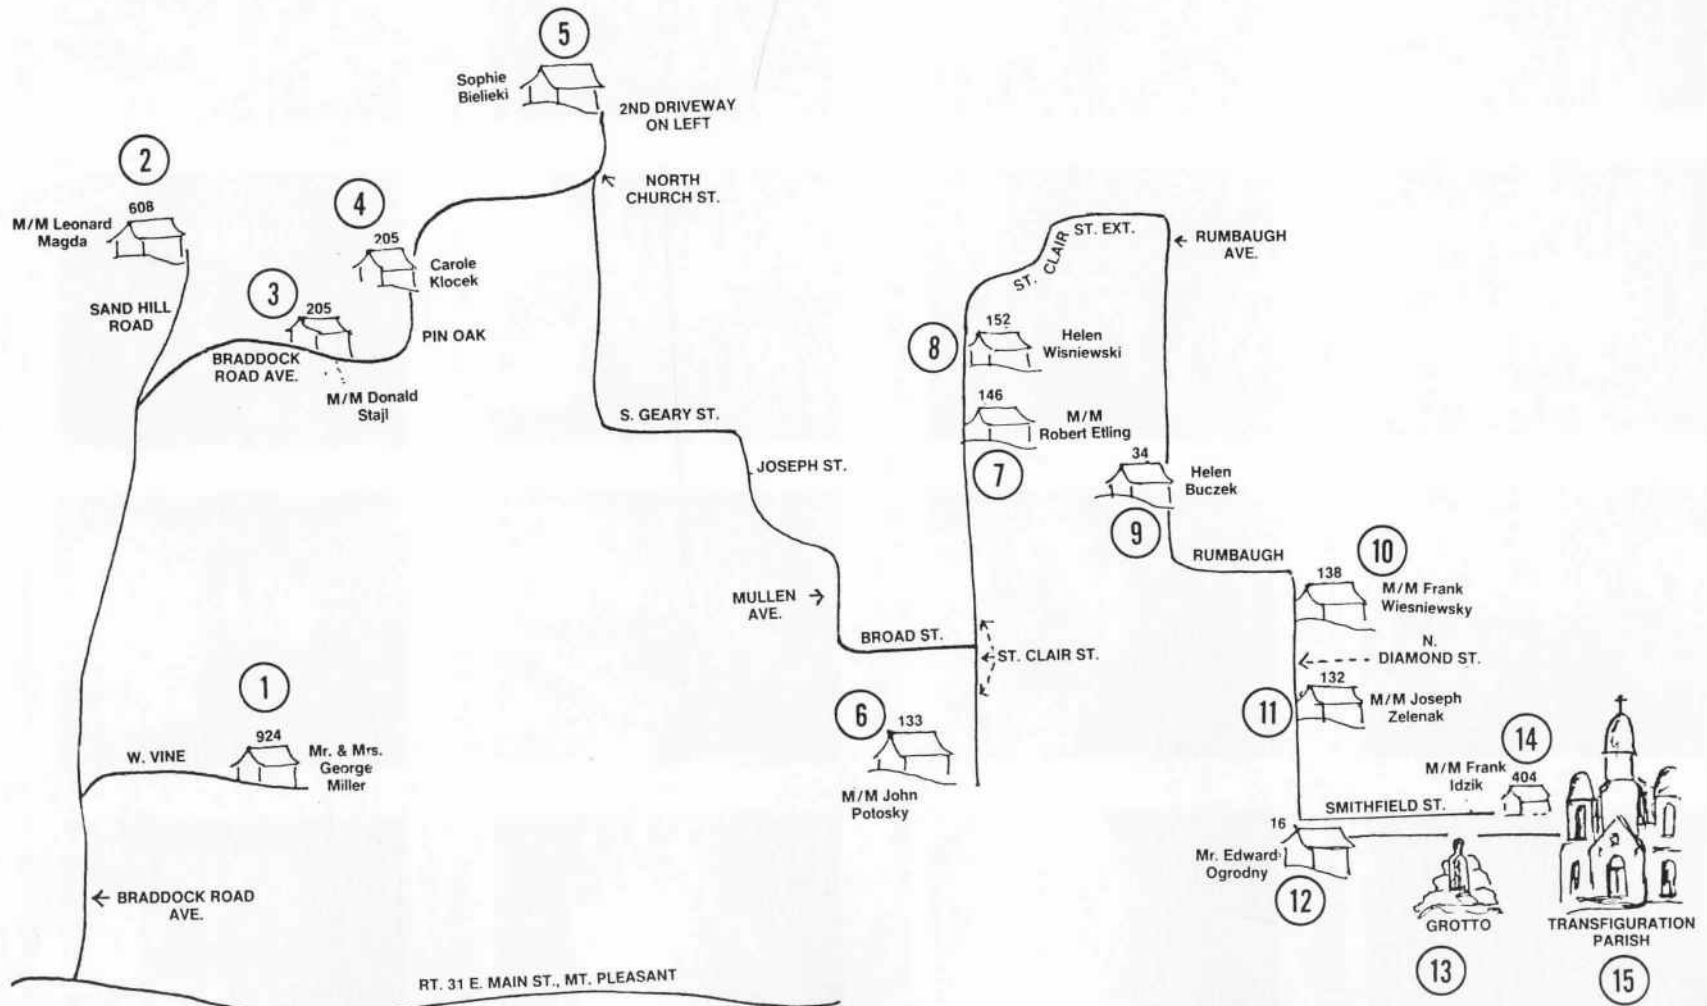 5
Sophie
Bielieki
2ND DRIVEWAY
ON LEFT
NORTH
CHURCH ST.
2
608
M/M Leonard
Magda
SAND HILL
ROAD
4
205
Carole
Klocek
3
205
BRADDOCK
ROAD AVE.
M/M Donald
Stajl
PIN OAK
S. GEARY ST.
JOSEPH ST.
MULLEN
AVE.
BROAD ST.
ST. CLAIR ST.
1
924
W. VINE
Mr. & Mrs.
George
Miller
BRADDOCK ROAD
AVE.
RT. 31 E. MAIN ST., MT. PLEASANT
6
133
M/M John
Potosky
ST. CLAIR
ST. EXT.
RUMBAUGH
AVE.
8
152
Helen
Wisniewski
146
M/M
Robert Etling
7
34
Helen
Buczek
9
RUMBAUGH
10
138
M/M Frank
Wiesniewsky
N.
DIAMOND ST.
11
132
M/M Joseph
Zelenak
14
M/M Frank
Idzik
404
SMITHFIELD ST.
16
Mr. Edward
Ogrodny
12
GROTTO
13
TRANSFIGURATION
PARISH
15